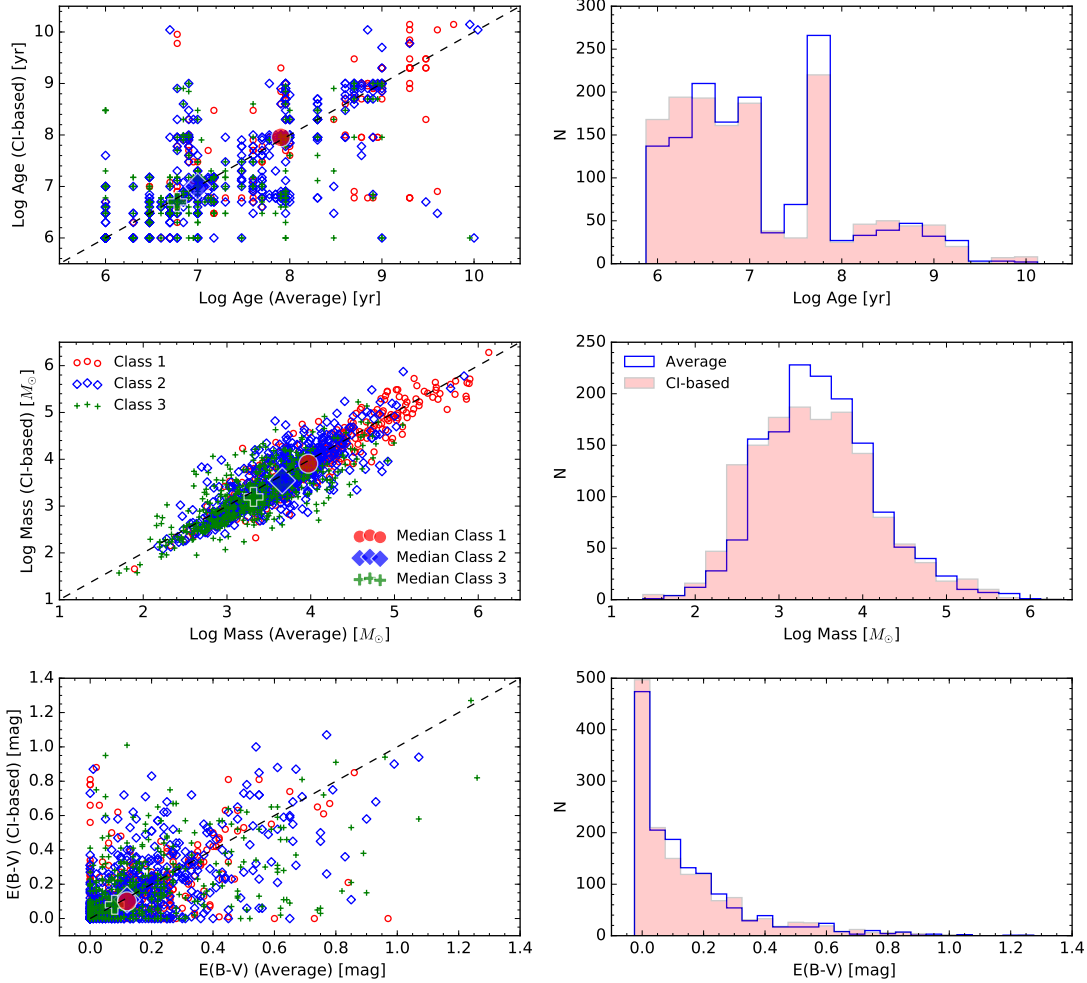 10
9
8
7
6
Log Age (CI-based) [yr]
6 7 8 9 10
Log Age (Average) [yr]
300
250
200
150
100
50
0
N
6 7 8 9 10
Log Age [yr]
6
5
4
3
2
1
Log Mass (CI-based) [M⊙]
Class 1
Class 2
Class 3
Median Class 1
Median Class 2
Median Class 3
1 2 3 4 5 6
Log Mass (Average) [M⊙]
250
200
150
100
50
0
N
Average
CI-based
1 2 3 4 5 6
Log Mass [M⊙]
1.4
1.2
1.0
0.8
0.6
0.4
0.2
0.0
E(B-V) (CI-based) [mag]
0.0 0.2 0.4 0.6 0.8 1.0 1.2 1.4
E(B-V) (Average) [mag]
500
400
300
200
100
0
N
0.0 0.2 0.4 0.6 0.8 1.0 1.2 1.4
E(B-V) [mag]